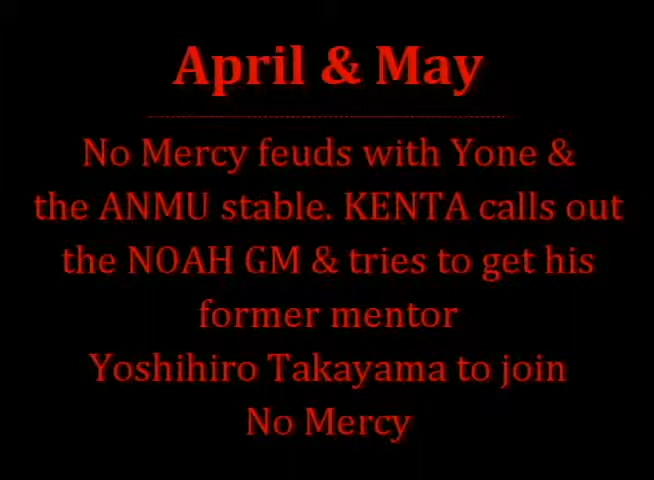 April & May
No Mercy feuds with Yone &
the ANMU stable. KENTA calls out
the NOAH GM & tries to get his
former mentor
Yoshihiro Takayama to join
No Mercy